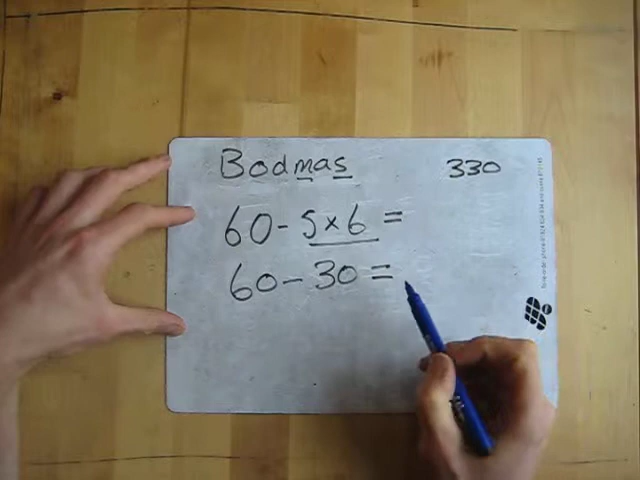 Bodmas 330
60 - 5 × 6 =
60 - 30 =